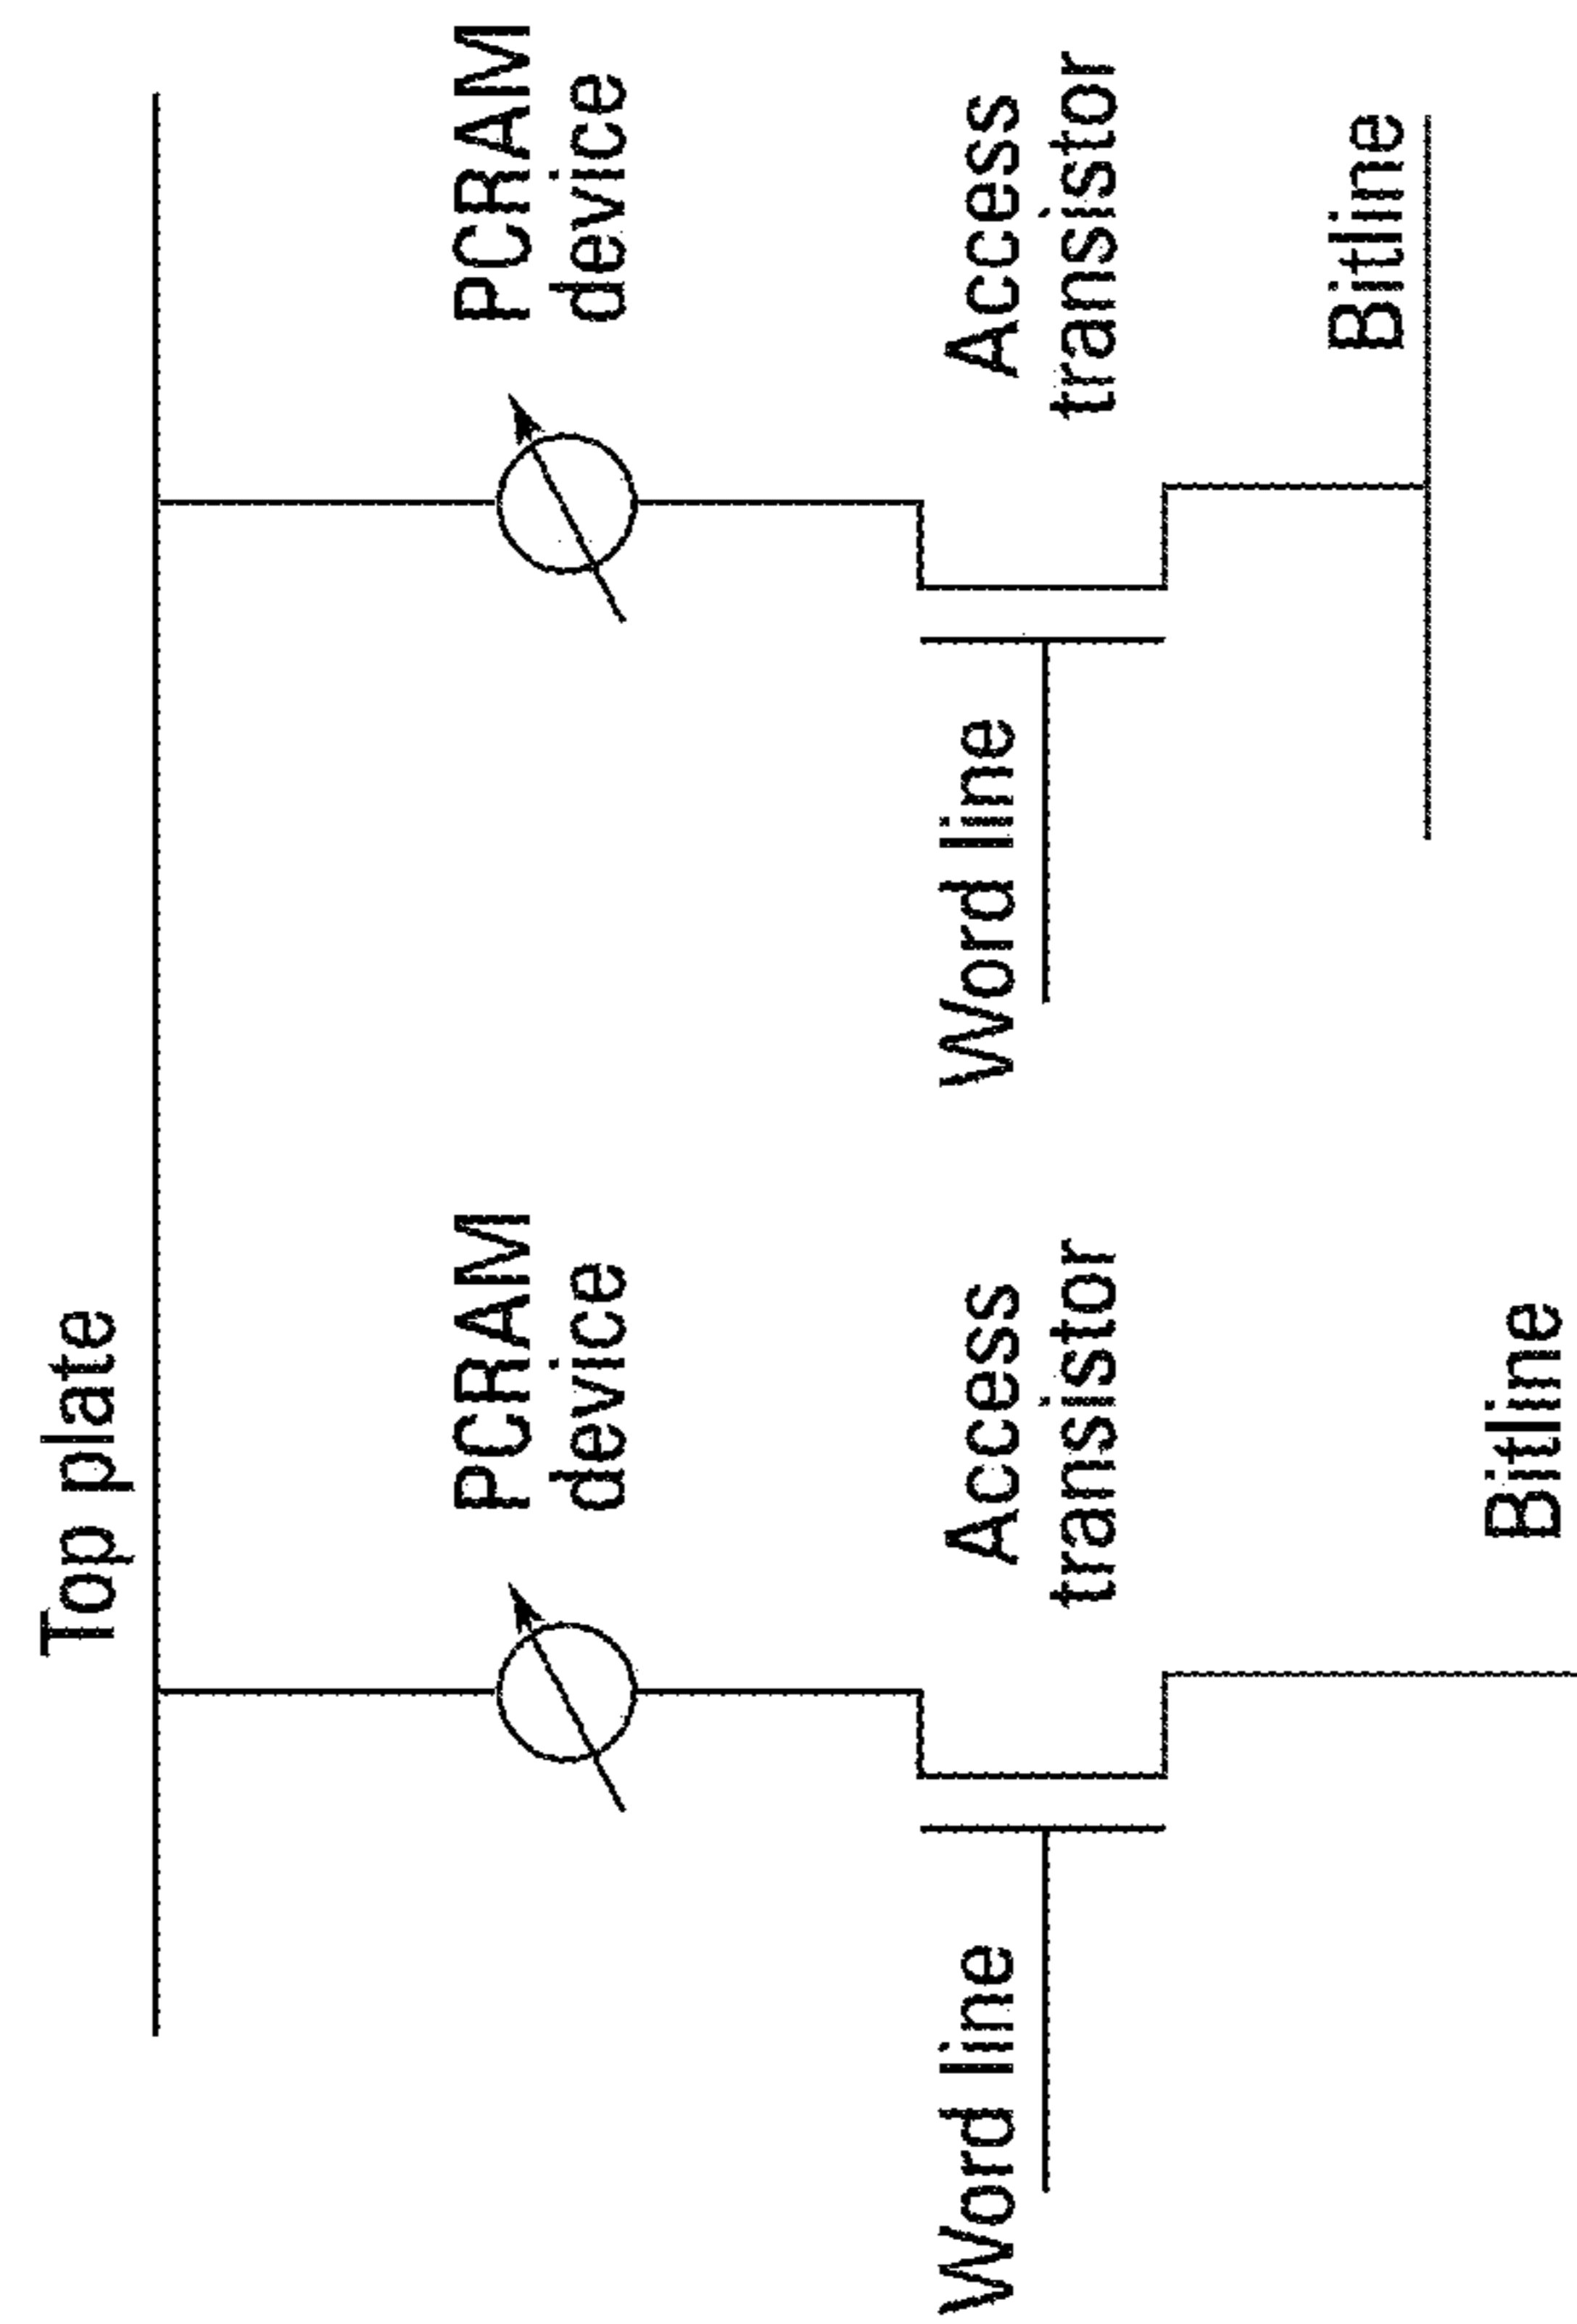 Top plate
PCRAM
device
PCRAM
device
Word line
Access
transistor
Word line
Access
transistor
Bitline
Bitline